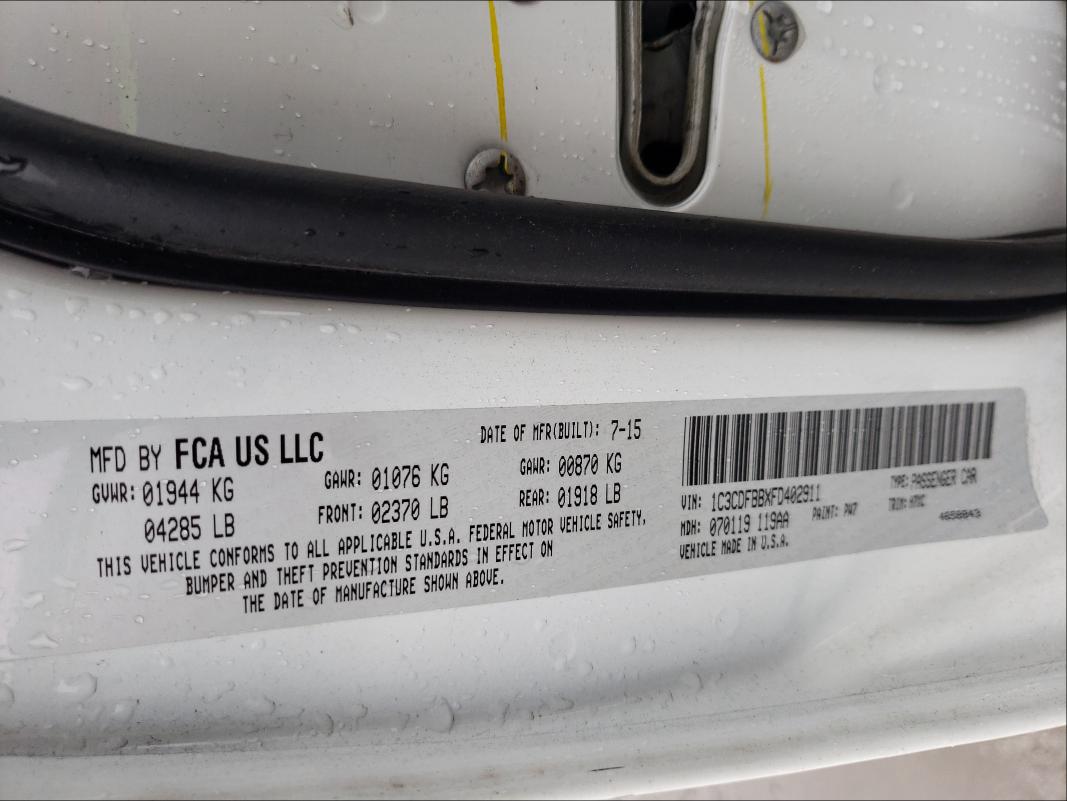 MFD BY FCA US LLC
DATE OF MFR(BUILT): 7-15
GVWR: 01944 KG
GAWR: 01076 KG
GAWR: 00870 KG
04285 LB
FRONT: 02370 LB
REAR: 01918 LB
THIS VEHICLE CONFORMS TO ALL APPLICABLE U.S.A. FEDERAL MOTOR VEHICLE SAFETY,
BUMPER AND THEFT PREVENTION STANDARDS IN EFFECT ON
THE DATE OF MANUFACTURE SHOWN ABOVE.
VIN: 1C3CDFBBXFD402911
TYPE: PASSENGER CAR
MDH: 070119 119AA
PAINT: PW7
TRIM:
VEHICLE MADE IN U.S.A.